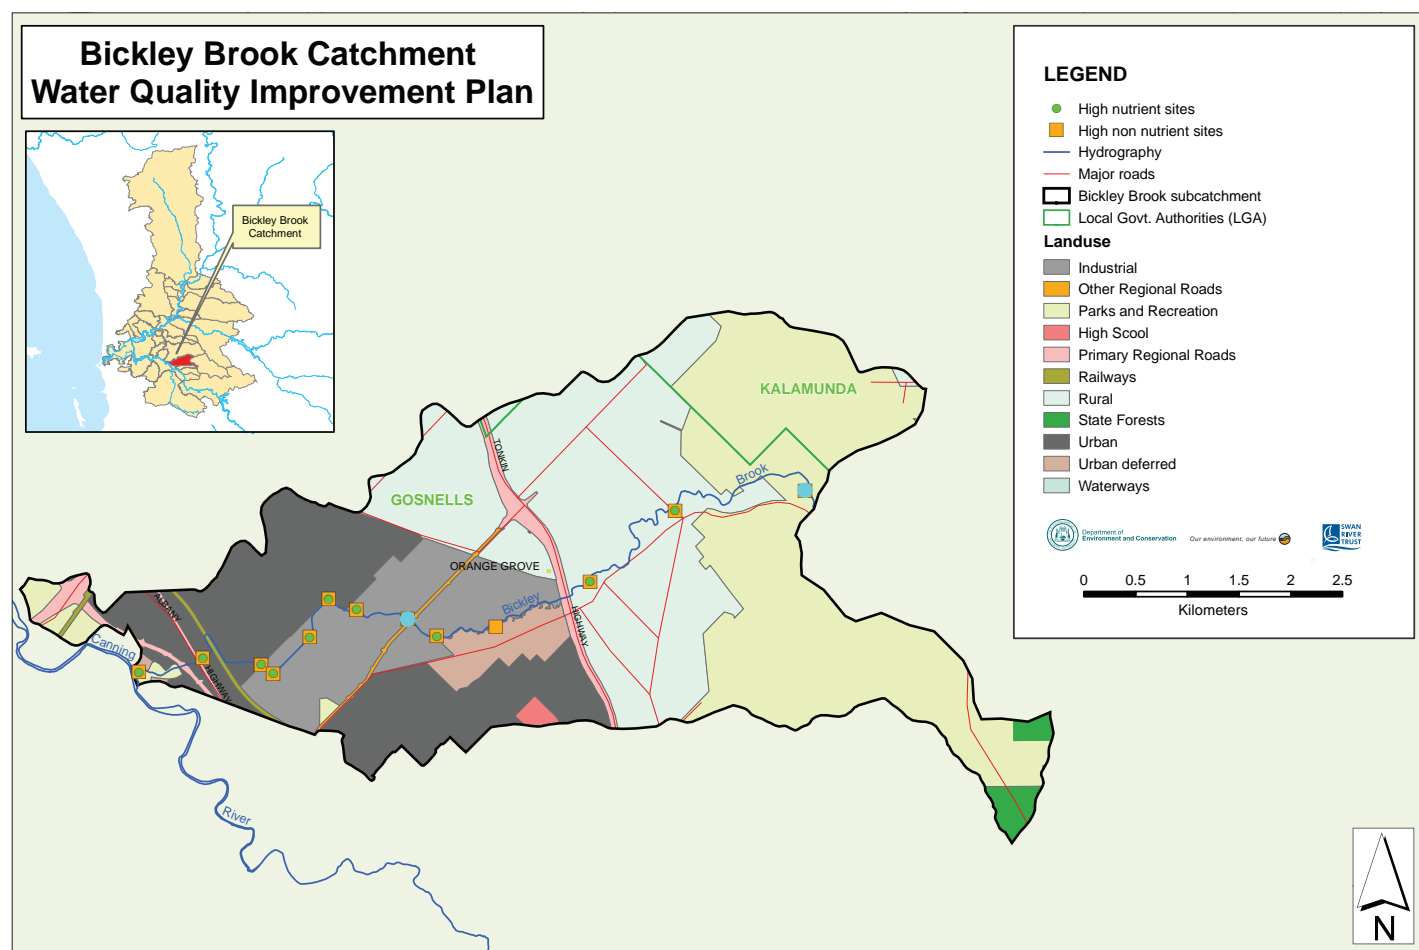 Bickley Brook Catchment
Water Quality Improvement Plan
Bickley Brook
Catchment
LEGEND
High nutrient sites
High non nutrient sites
Hydrography
Major roads
Bickley Brook subcatchment
Local Govt. Authorities (LGA)
Landuse
Industrial
Other Regional Roads
Parks and Recreation
High Scool
Primary Regional Roads
Railways
Rural
State Forests
Urban
Urban deferred
Waterways
Department of
Environment and Conservation
Our environment, our future
SWAN
RIVER
TRUST
0 0.5 1 1.5 2 2.5
Kilometers
KALAMUNDA
TONKIN
Brook
GOSNELLS
ORANGE GROVE
Bickley
HIGHWAY
ALBANY
Canning
HIGHWAY
River
N